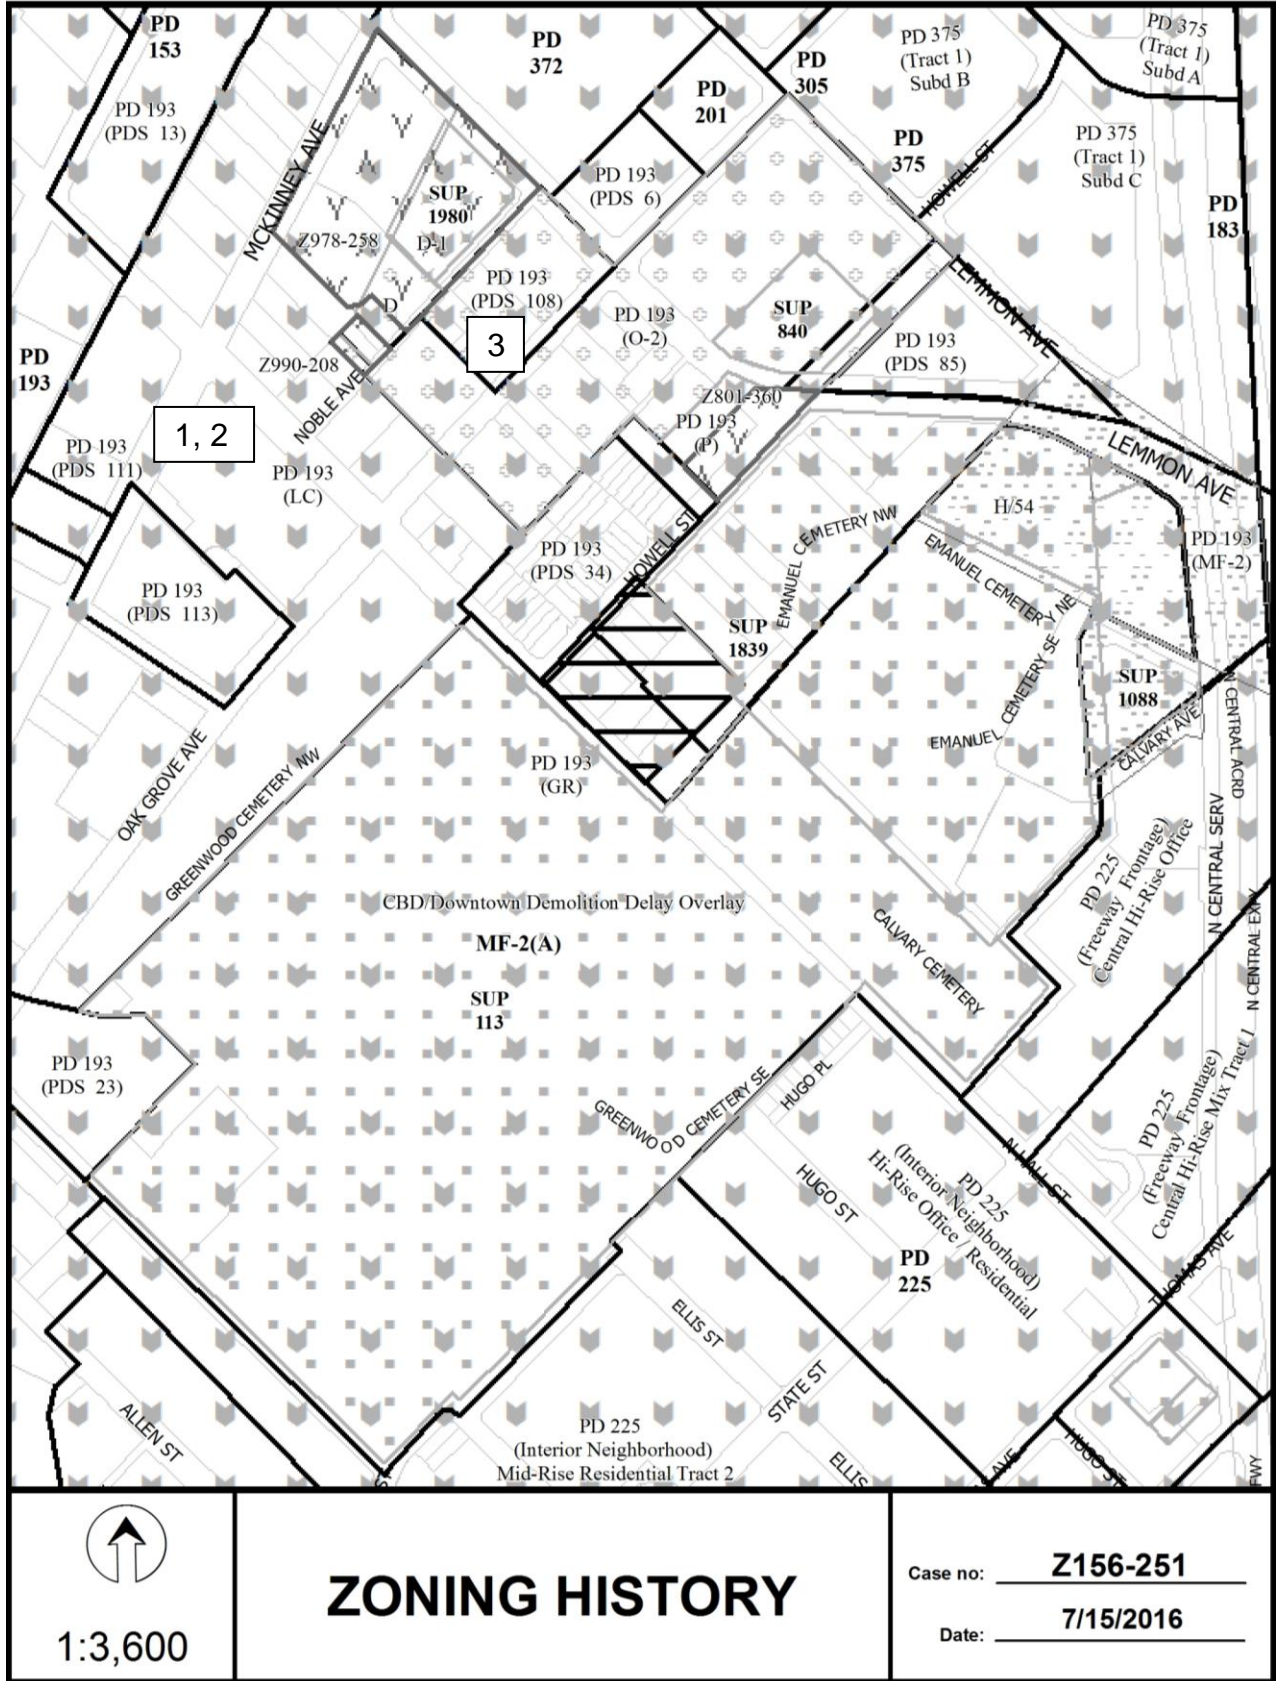 PD
153
PD 193
(PDS 13)
MCKINNEY AVE
PD
372
PD
201
PD
305
PD 375
(Tract 1)
Subd B
PD 375
(Tract 1)
Subd A
PD
375
HOWELL ST
PD 375
(Tract 1)
Subd C
PD
183
PD 193
(PDS 6)
SUP
1980
Z978-258
D-1
D
PD 193
(PDS 108)
3
PD 193
(O-2)
SUP
840
LEMMON AVE
PD 193
(PDS 85)
PD
193
Z990-208
NOBLE AVE
1, 2
PD 193
(PDS 111)
PD 193
(LC)
Z801-360
PD 193
(P)
LEMMON AVE
H/54
PD 193
(MF-2)
PD 193
(PDS 113)
PD 193
(PDS 34)
HOWELL ST
EMANUEL CEMETERY NW
EMANUEL CEMETERY NE
SUP
1839
EMANUEL CEMETERY SE
SUP
1088
CALVARY AVE
N CENTRAL ACRD
PD 193
(GR)
OAK GROVE AVE
GREENWOOD CEMETERY NW
N CENTRAL SERV
PD 225
(Freeway Frontage)
Central Hi-Rise Office
N CENTRAL EXPY
CBD/Downtown Demolition Delay Overlay
MF-2(A)
SUP
113
CALVARY CEMETERY
PD 193
(PDS 23)
GREENWOOD CEMETERY SE
HUGO PL
HUGO ST
PD 225
(Interior Neighborhood)
Hi-Rise Office / Residential
N HALL ST
PD 225
(Freeway Frontage)
Central Hi-Rise Mix Tract 1
PD
225
THOMAS AVE
ELLIS ST
STATE ST
ALLEN ST
PD 225
(Interior Neighborhood)
Mid-Rise Residential Tract 2
ELLIS
ST
AVE
HUGO ST
FWY
1:3,600
ZONING HISTORY
Case no: Z156-251
Date: 7/15/2016